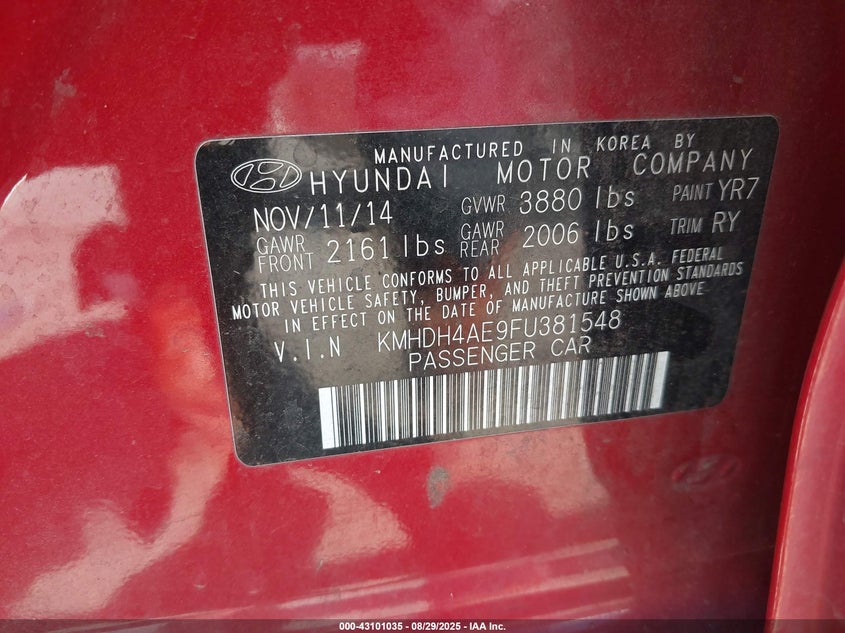 MANUFACTURED IN KOREA BY
HYUNDAI MOTOR COMPANY
NOV/11/14 GVWR 3880 lbs PAINT YR7
GAWR FRONT 2161 lbs GAWR REAR 2006 lbs TRIM RY
THIS VEHICLE CONFORMS TO ALL APPLICABLE U.S.A. FEDERAL
MOTOR VEHICLE SAFETY, BUMPER, AND THEFT PREVENTION STANDARDS
IN EFFECT ON THE DATE OF MANUFACTURE SHOWN ABOVE
V.I.N KMHDH4AE9FU381548
PASSENGER CAR
000-43101035 - 08/29/2025 - IAA Inc.